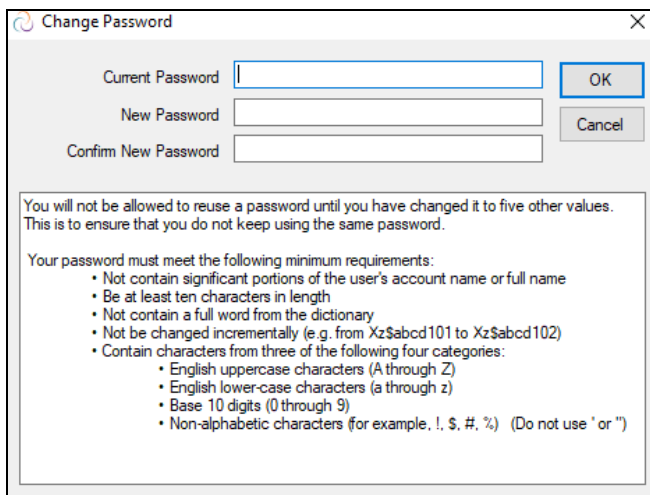 Change Password
Current Password
OK
New Password
Cancel
Confirm New Password
You will not be allowed to reuse a password until you have changed it to five other values.
This is to ensure that you do not keep using the same password.
Your password must meet the following minimum requirements:
• Not contain significant portions of the user's account name or full name
• Be at least ten characters in length
• Not contain a full word from the dictionary
• Not be changed incrementally (e.g. from Xz$abcd101 to Xz$abcd102)
• Contain characters from three of the following four categories:
• English uppercase characters (A through Z)
• English lower-case characters (a through z)
• Base 10 digits (0 through 9)
• Non-alphabetic characters (for example, !, $, #, %) (Do not use ' or ")